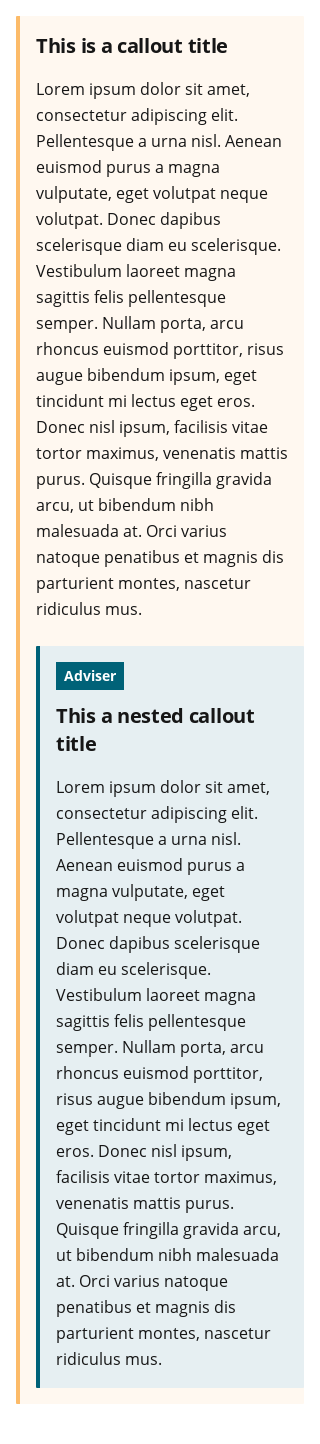 This is a callout title
Lorem ipsum dolor sit amet,
consectetur adipiscing elit.
Pellentesque a urna nisl. Aenean
euismod purus a magna
vulputate, eget volutpat neque
volutpat. Donec dapibus
scelerisque diam eu scelerisque.
Vestibulum laoreet magna
sagittis felis pellentesque
semper. Nullam porta, arcu
rhoncus euismod porttitor, risus
augue bibendum ipsum, eget
tincidunt mi lectus eget eros.
Donec nisl ipsum, facilisis vitae
tortor maximus, venenatis mattis
purus. Quisque fringilla gravida
arcu, ut bibendum nibh
malesuada at. Orci varius
natoque penatibus et magnis dis
parturient montes, nascetur
ridiculus mus.
Adviser
This a nested callout
title
Lorem ipsum dolor sit amet,
consectetur adipiscing elit.
Pellentesque a urna nisl.
Aenean euismod purus a
magna vulputate, eget
volutpat neque volutpat.
Donec dapibus scelerisque
diam eu scelerisque.
Vestibulum laoreet magna
sagittis felis pellentesque
semper. Nullam porta, arcu
rhoncus euismod porttitor,
risus augue bibendum ipsum,
eget tincidunt mi lectus eget
eros. Donec nisl ipsum,
facilisis vitae tortor maximus,
venenatis mattis purus.
Quisque fringilla gravida arcu,
ut bibendum nibh malesuada
at. Orci varius natoque
penatibus et magnis dis
parturient montes, nascetur
ridiculus mus.